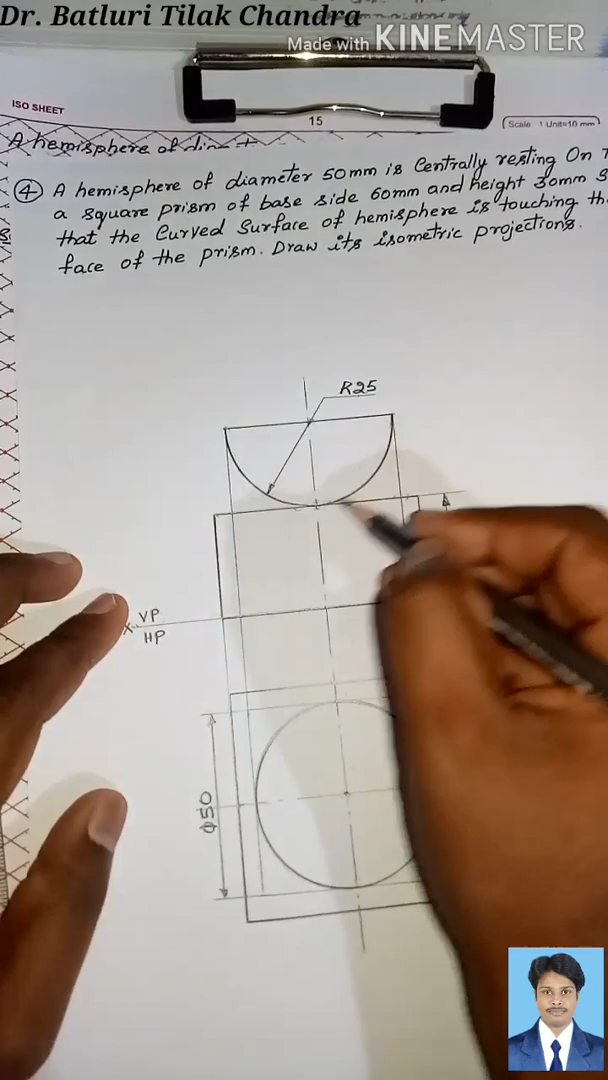 Dr. Batluri Tilak Chandra
Made with KINEMASTER
ISO SHEET
15
Scale 1 Unit=10 mm
A hemisphere of
④ A hemisphere of diameter 50mm is Centrally resting On
a square prism of base side 60mm and height 30mm
that the Curved Surface of hemisphere is touching
face of the prism. Draw its isometric projections.
R25
VP
X
HP
ϕ50